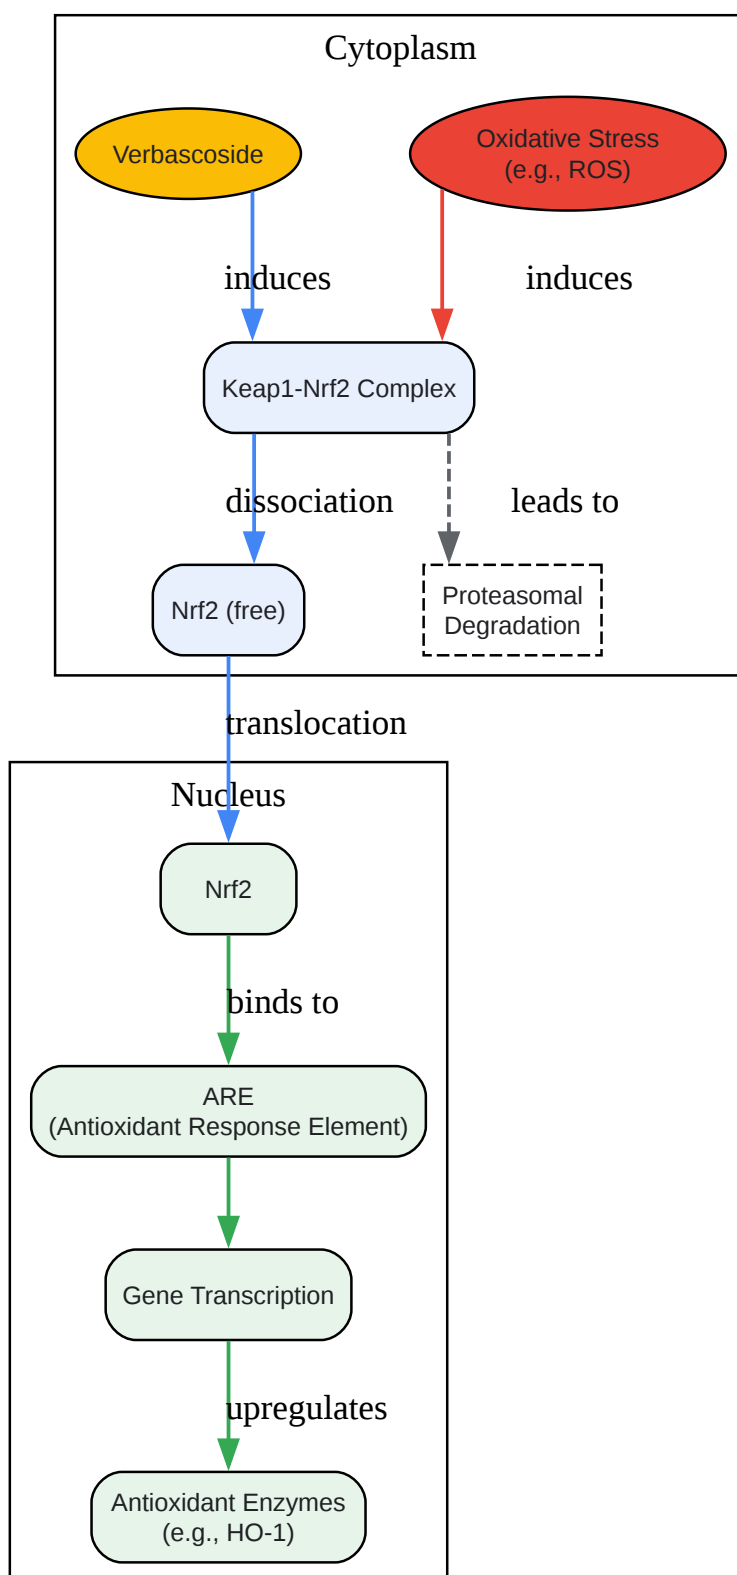 Cytoplasm
Verbascoside
Oxidative Stress
(e.g., ROS)
induces
induces
Keap1-Nrf2 Complex
dissociation
leads to
Nrf2 (free)
Proteasomal
Degradation
translocation
Nucleus
Nrf2
binds to
ARE
(Antioxidant Response Element)
Gene Transcription
upregulates
Antioxidant Enzymes
(e.g., HO-1)